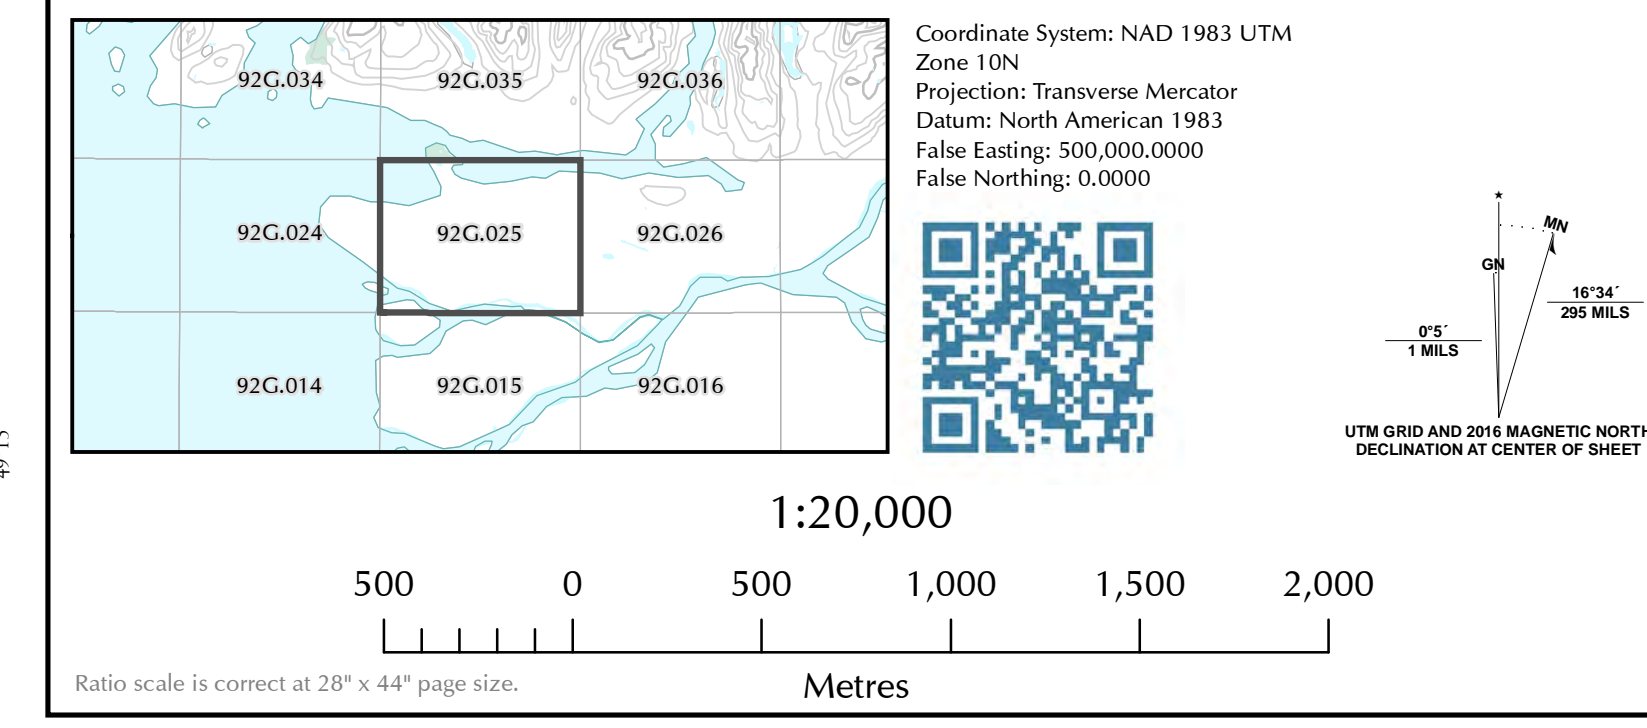 92G.034 92G.035 92G.036
92G.024 92G.025 92G.026
92G.014 92G.015 92G.016
Coordinate System: NAD 1983 UTM
Zone 10N
Projection: Transverse Mercator
Datum: North American 1983
False Easting: 500,000.0000
False Northing: 0.0000
MN
GN
16°34´
295 MILS
0°5´
1 MILS
UTM GRID AND 2016 MAGNETIC NORTH
DECLINATION AT CENTER OF SHEET
1:20,000
500 0 500 1,000 1,500 2,000
Metres
Ratio scale is correct at 28" x 44" page size.